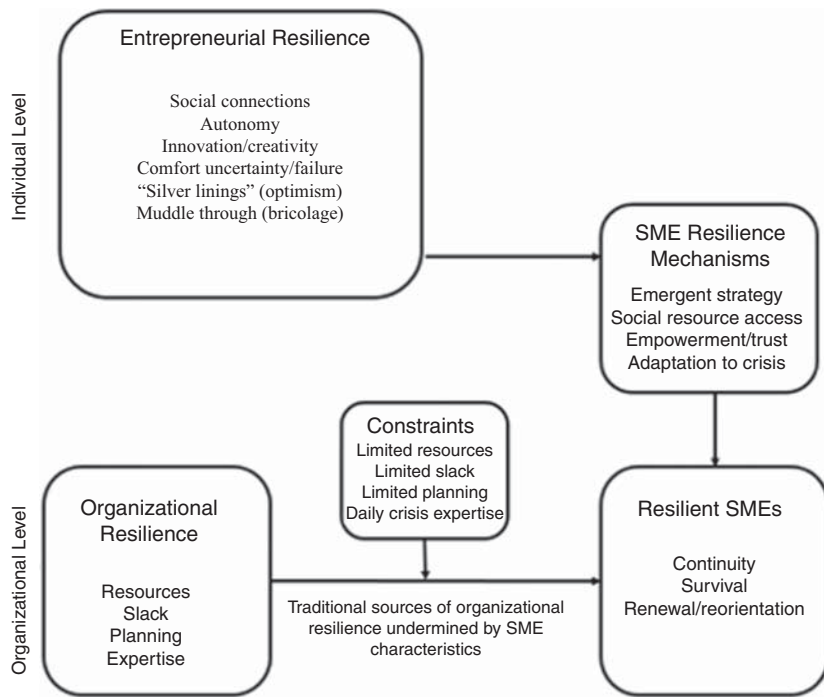 Individual Level
Entrepreneurial Resilience
Social connections
Autonomy
Innovation/creativity
Comfort uncertainty/failure
“Silver linings” (optimism)
Muddle through (bricolage)
SME Resilience
Mechanisms
Emergent strategy
Social resource access
Empowerment/trust
Adaptation to crisis
Organizational Level
Organizational
Resilience
Resources
Slack
Planning
Expertise
Constraints
Limited resources
Limited slack
Limited planning
Daily crisis expertise
Traditional sources of organizational
resilience undermined by SME
characteristics
Resilient SMEs
Continuity
Survival
Renewal/reorientation